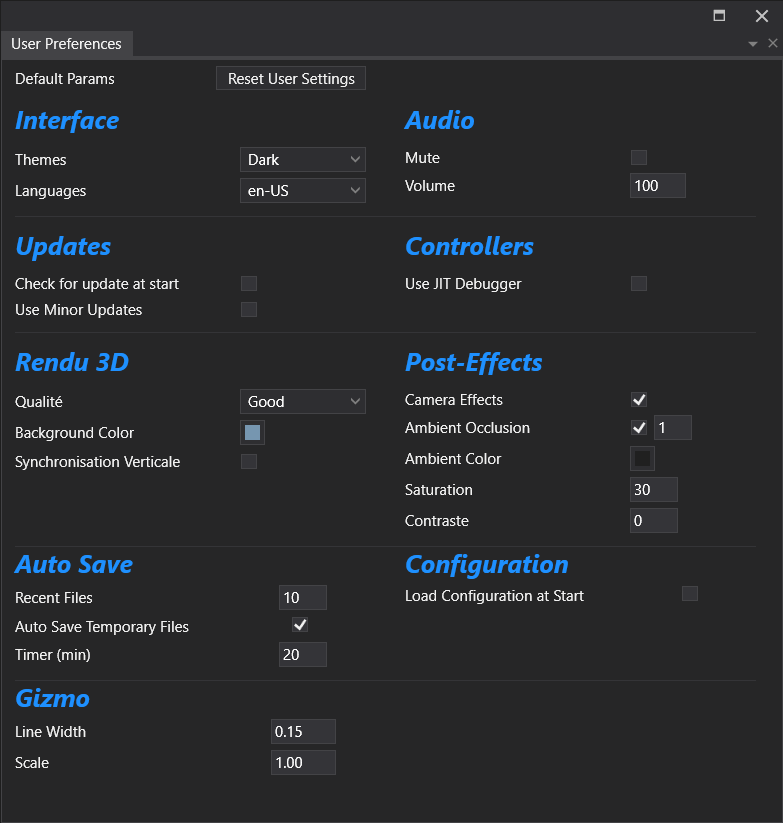 User Preferences
Default Params Reset User Settings
Interface
Themes Dark
Languages en-US
Audio
Mute
Volume 100
Updates
Check for update at start
Use Minor Updates
Controllers
Use JIT Debugger
Rendu 3D
Qualité Good
Background Color
Synchronisation Verticale
Post-Effects
Camera Effects
Ambient Occlusion 1
Ambient Color
Saturation 30
Contraste 0
Auto Save
Recent Files 10
Auto Save Temporary Files
Timer (min) 20
Configuration
Load Configuration at Start
Gizmo
Line Width 0.15
Scale 1.00